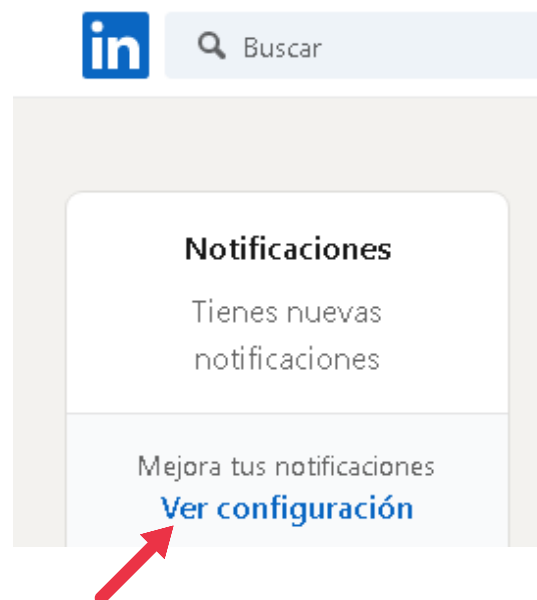 in
Buscar
Notificaciones
Tienes nuevas
notificaciones
Mejora tus notificaciones
Ver configuración